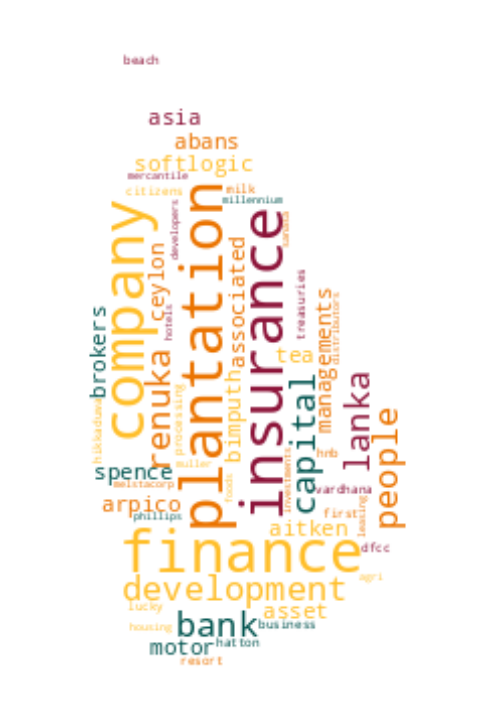 beach
asia
abans
softlogic
mercantile
citizens
milk
millennium
company
plantation
insurance
developers
ceylon
associated
hotels
treasuries
managements
distributors
brokers
renuka
tea
bimputh
capital
lanka
people
hikkaduwa
processing
spence
muller
hnb
melstacorp
foods
investments
vardhana
arpico
phillips
first
leasing
aitken
finance
dfcc
development
agri
lucky
asset
housing
bank
business
motor
hatton
resort